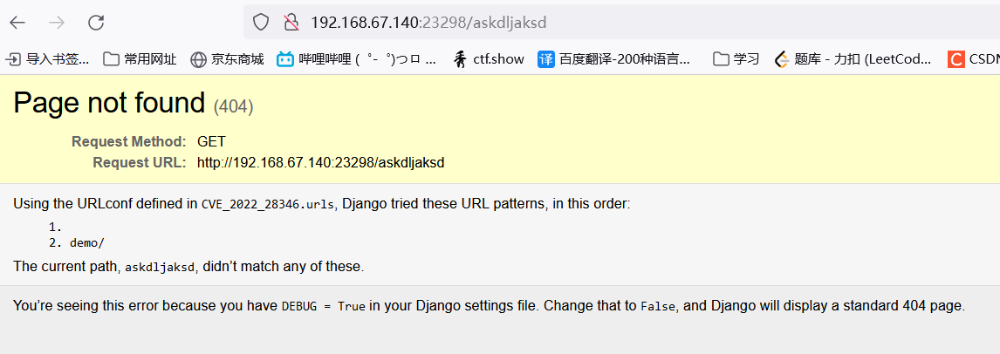 192.168.67.140:23298/askdljaksd
导入书签... 常用网址 京东商城 哔哩哔哩 ( ゜- ゜)つロ ... ctf.show 百度翻译-200种语言... 学习 题库 - 力扣 (LeetCod... CSDN
Page not found (404)
Request Method: GET
Request URL: http://192.168.67.140:23298/askdljaksd
Using the URLconf defined in CVE_2022_28346.urls, Django tried these URL patterns, in this order:
1.
2. demo/
The current path, askdljaksd, didn’t match any of these.
You’re seeing this error because you have DEBUG = True in your Django settings file. Change that to False, and Django will display a standard 404 page.